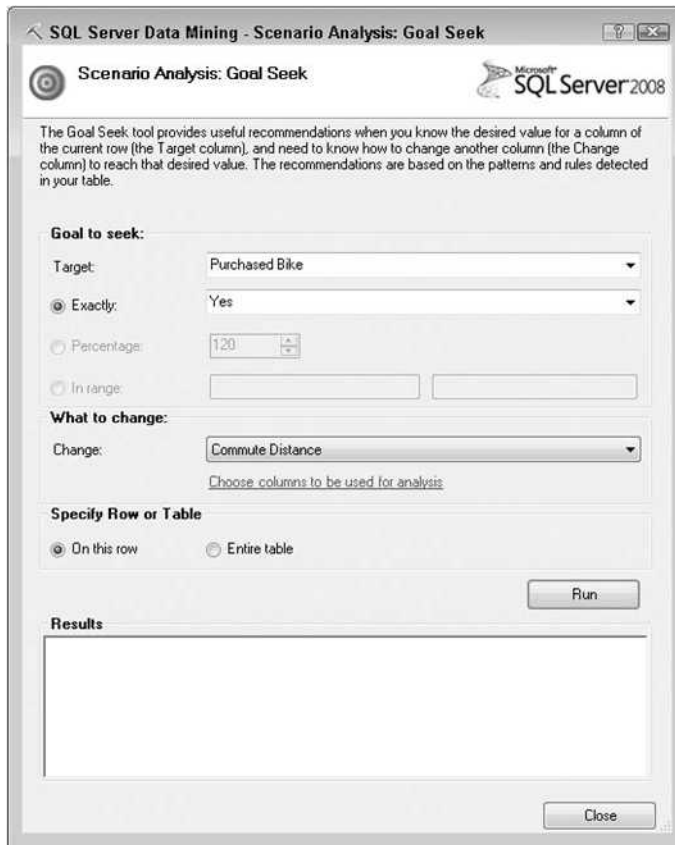 SQL Server Data Mining - Scenario Analysis: Goal Seek
Scenario Analysis: Goal Seek
Microsoft®
SQL Server 2008
The Goal Seek tool provides useful recommendations when you know the desired value for a column of
the current row (the Target column), and need to know how to change another column (the Change
column) to reach that desired value. The recommendations are based on the patterns and rules detected
in your table.
Goal to seek:
Target: Purchased Bike
Exactly: Yes
Percentage: 120
In range:
What to change:
Change: Commute Distance
Choose columns to be used for analysis
Specify Row or Table
On this row Entire table
Run
Results
Close